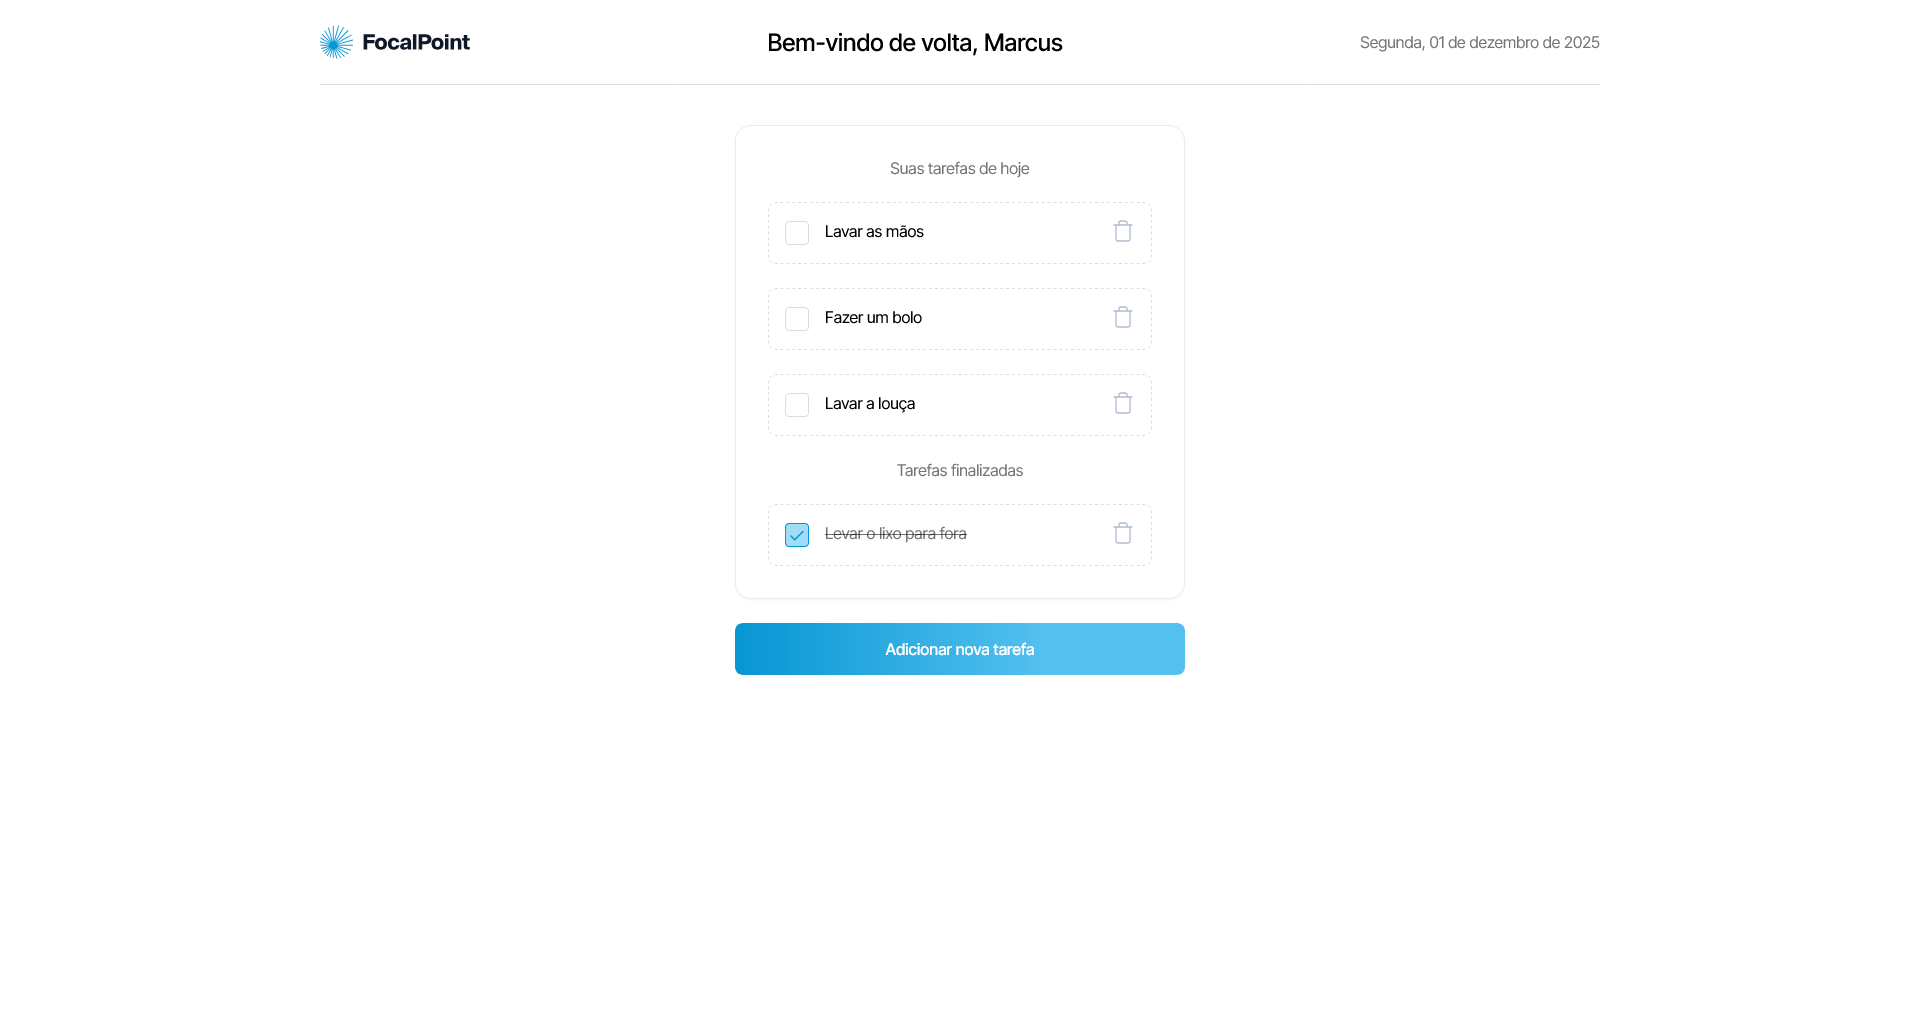 FocalPoint
Bem-vindo de volta, Marcus
Segunda, 01 de dezembro de 2025
Suas tarefas de hoje
Lavar as mãos
Fazer um bolo
Lavar a louça
Tarefas finalizadas
Levar o lixo para fora
Adicionar nova tarefa